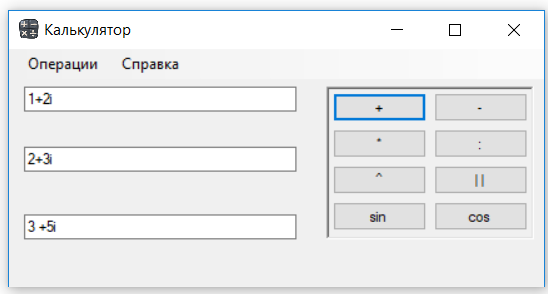 Калькулятор
Операции Справка
1+2i
2+3i
3 +5i
+ -
* :
^ ||
sin cos